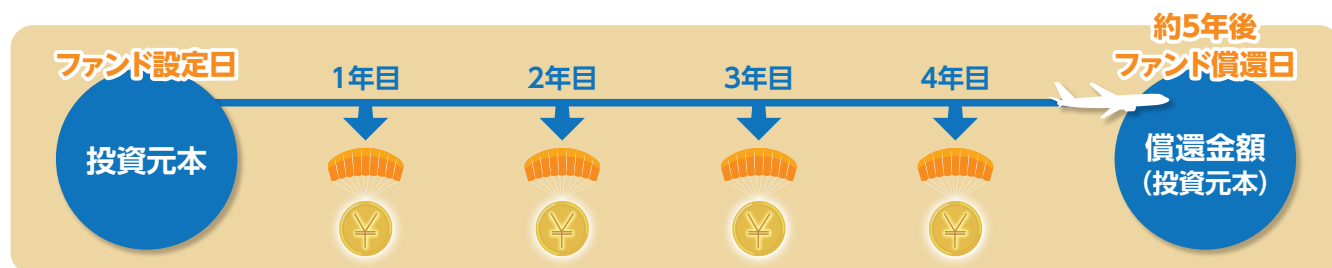 ファンド設定日
投資元本
1年目
¥
2年目
¥
3年目
¥
4年目
¥
約5年後
ファンド償還日
償還金額
（投資元本）